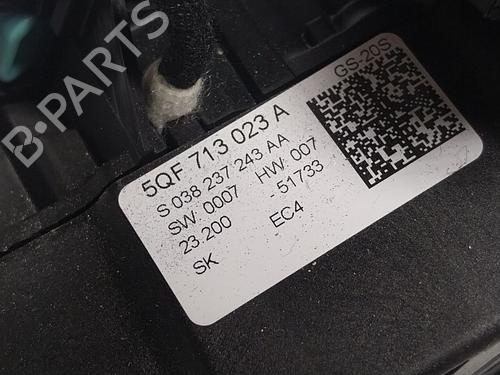 B-PARTS
GS.20S
5QF 713 023 A
S 038 237 243 AA
SW: 0007 HW: 007
23.200 -51733
SK EC4